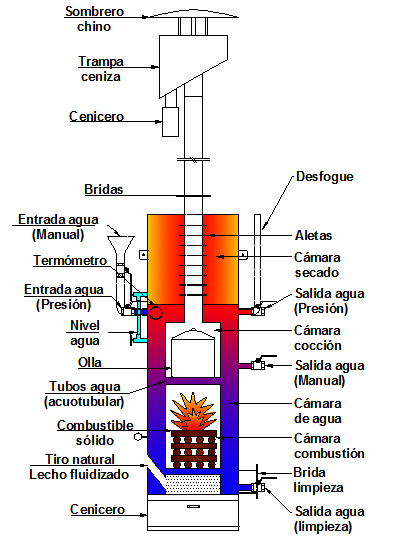 Sombrero
chino
Trampa
ceniza
Cenicero
Bridas
Desfogue
Entrada agua
(Manual)
Aletas
Termómetro
Cámara
secado
Entrada agua
(Presión)
Salida agua
(Presión)
Nivel
agua
Cámara
cocción
Olla
Salida agua
(Manual)
Tubos agua
(acuotubular)
Cámara
de agua
Combustible
sólido
Cámara
combustión
Tiro natural
Lecho fluidizado
Brida
limpieza
Cenicero
Salida agua
(limpieza)